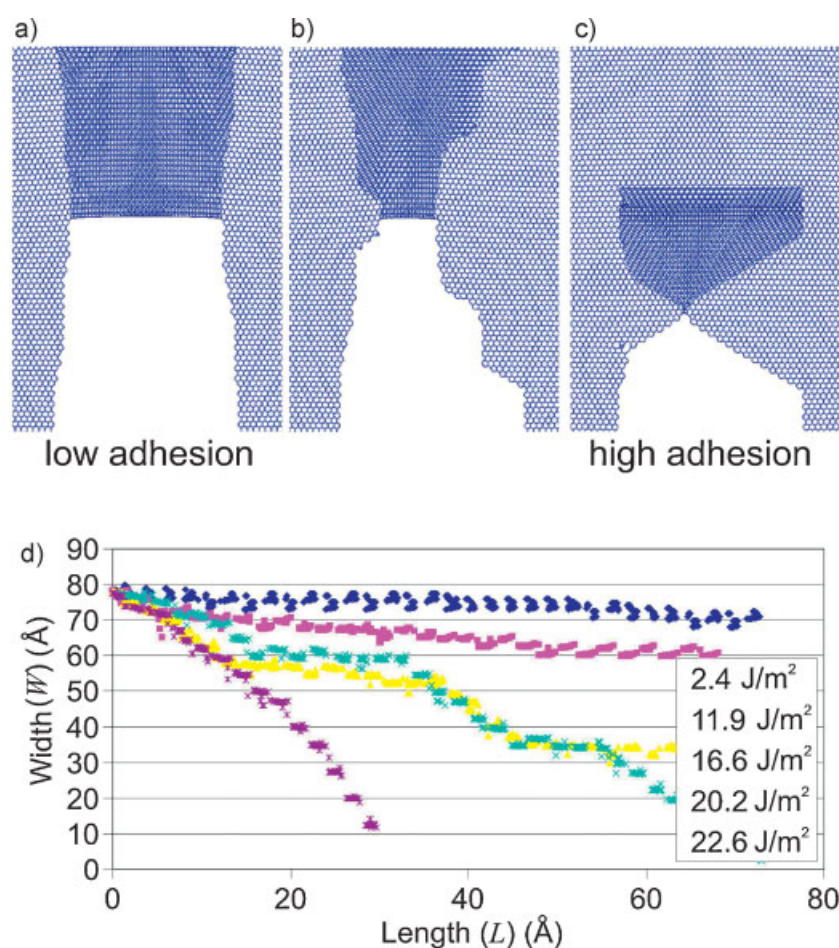 a)
b)
c)
low adhesion
high adhesion
d)
90
80
70
60
50
40
30
20
10
0
Width (W) (Å)
2.4 J/m²
11.9 J/m²
16.6 J/m²
20.2 J/m²
22.6 J/m²
0
20
40
60
80
Length (L) (Å)